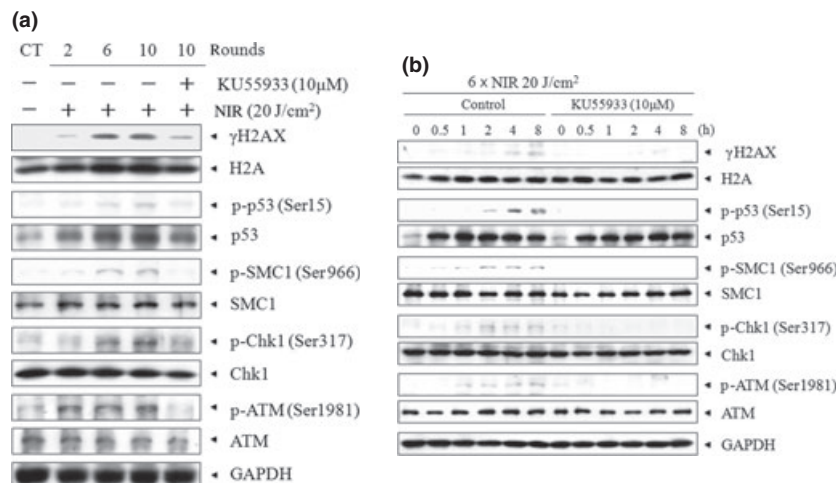 (a)
CT 2 6 10 10 Rounds
– – – – + KU55933 (10µM)
– + + + + NIR (20 J/cm²)
γH2AX
H2A
p-p53 (Ser15)
p53
p-SMC1 (Ser966)
SMC1
p-Chk1 (Ser317)
Chk1
p-ATM (Ser1981)
ATM
GAPDH
(b)
6 x NIR 20 J/cm²
Control KU55933 (10µM)
0 0.5 1 2 4 8 0 0.5 1 2 4 8 (h)
γH2AX
H2A
p-p53 (Ser15)
p53
p-SMC1 (Ser966)
SMC1
p-Chk1 (Ser317)
Chk1
p-ATM (Ser1981)
ATM
GAPDH